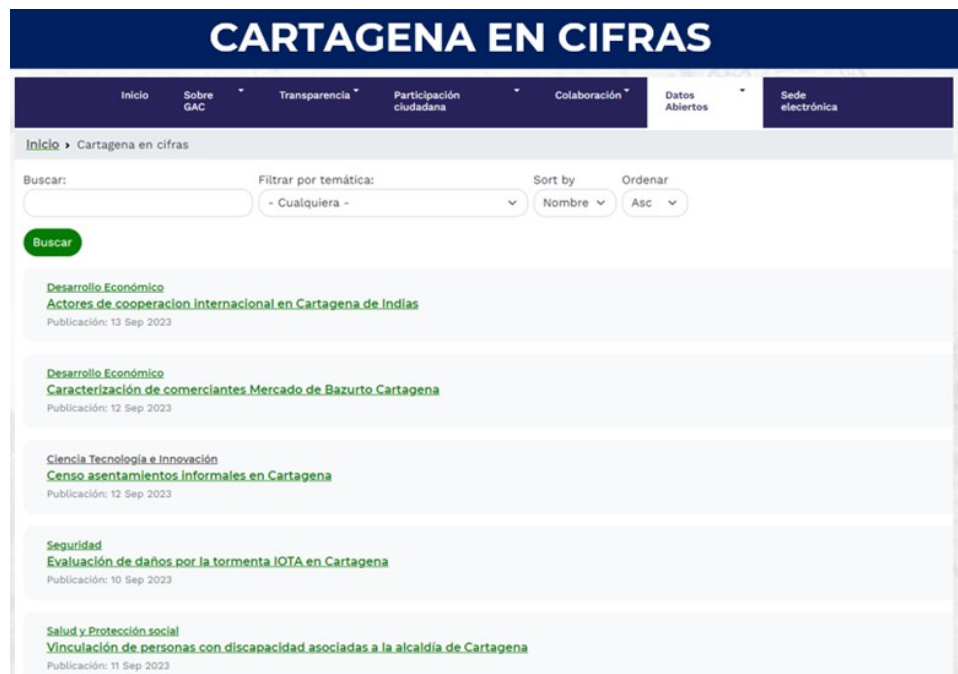 CARTAGENA EN CIFRAS
Inicio Sobre GAC Transparencia Participación ciudadana Colaboración Datos Abiertos Sede electrónica
Inicio › Cartagena en cifras
Buscar: Filtrar por temática: Sort by Ordenar
- Cualquiera - Nombre Asc
Buscar
Desarrollo Económico
Actores de cooperacion internacional en Cartagena de Indias
Publicación: 13 Sep 2023
Desarrollo Económico
Caracterización de comerciantes Mercado de Bazurto Cartagena
Publicación: 12 Sep 2023
Ciencia Tecnología e Innovación
Censo asentamientos informales en Cartagena
Publicación: 12 Sep 2023
Seguridad
Evaluación de daños por la tormenta IOTA en Cartagena
Publicación: 10 Sep 2023
Salud y Protección social
Vinculación de personas con discapacidad asociadas a la alcaldía de Cartagena
Publicación: 11 Sep 2023